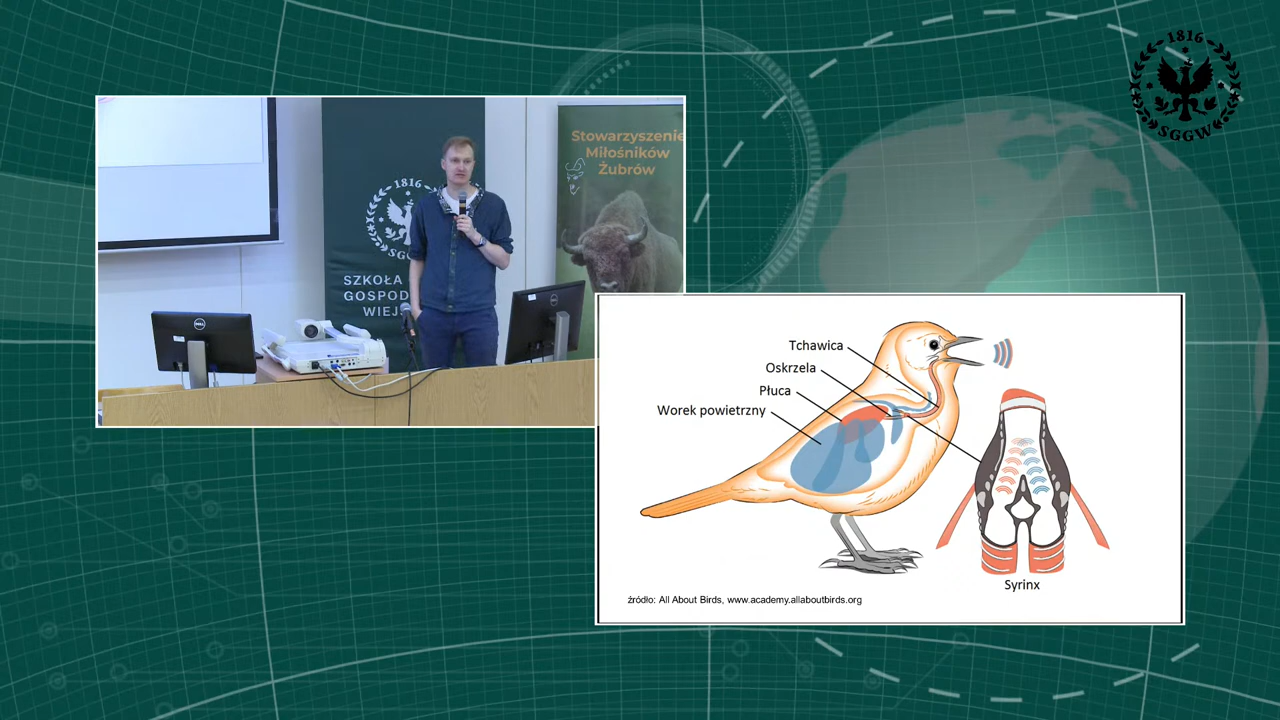 1816
SGGW
Stowarzyszenie
Miłośników
Żubrów
1816
SZKOŁA
GOSPOD
WIEJ
DELL
Tchawica
Oskrzela
Płuca
Worek powietrzny
Syrinx
źródło: All About Birds, www.academy.allaboutbirds.org